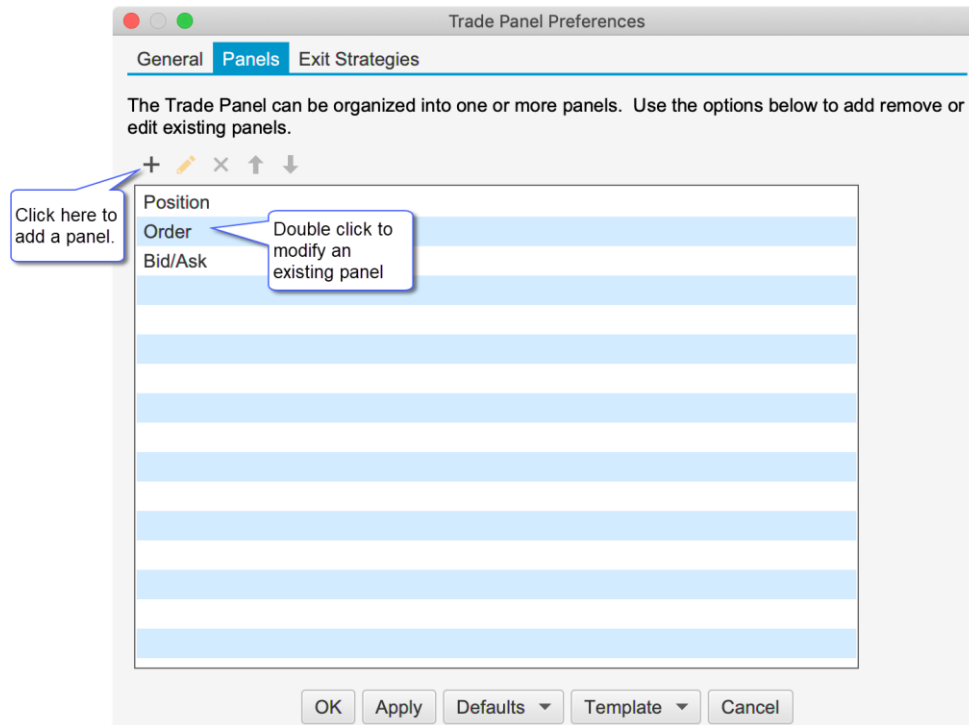 Trade Panel Preferences
General Panels Exit Strategies
The Trade Panel can be organized into one or more panels. Use the options below to add remove or
edit existing panels.
Click here to
add a panel.
Position
Order
Bid/Ask
Double click to
modify an
existing panel
OK Apply Defaults Template Cancel